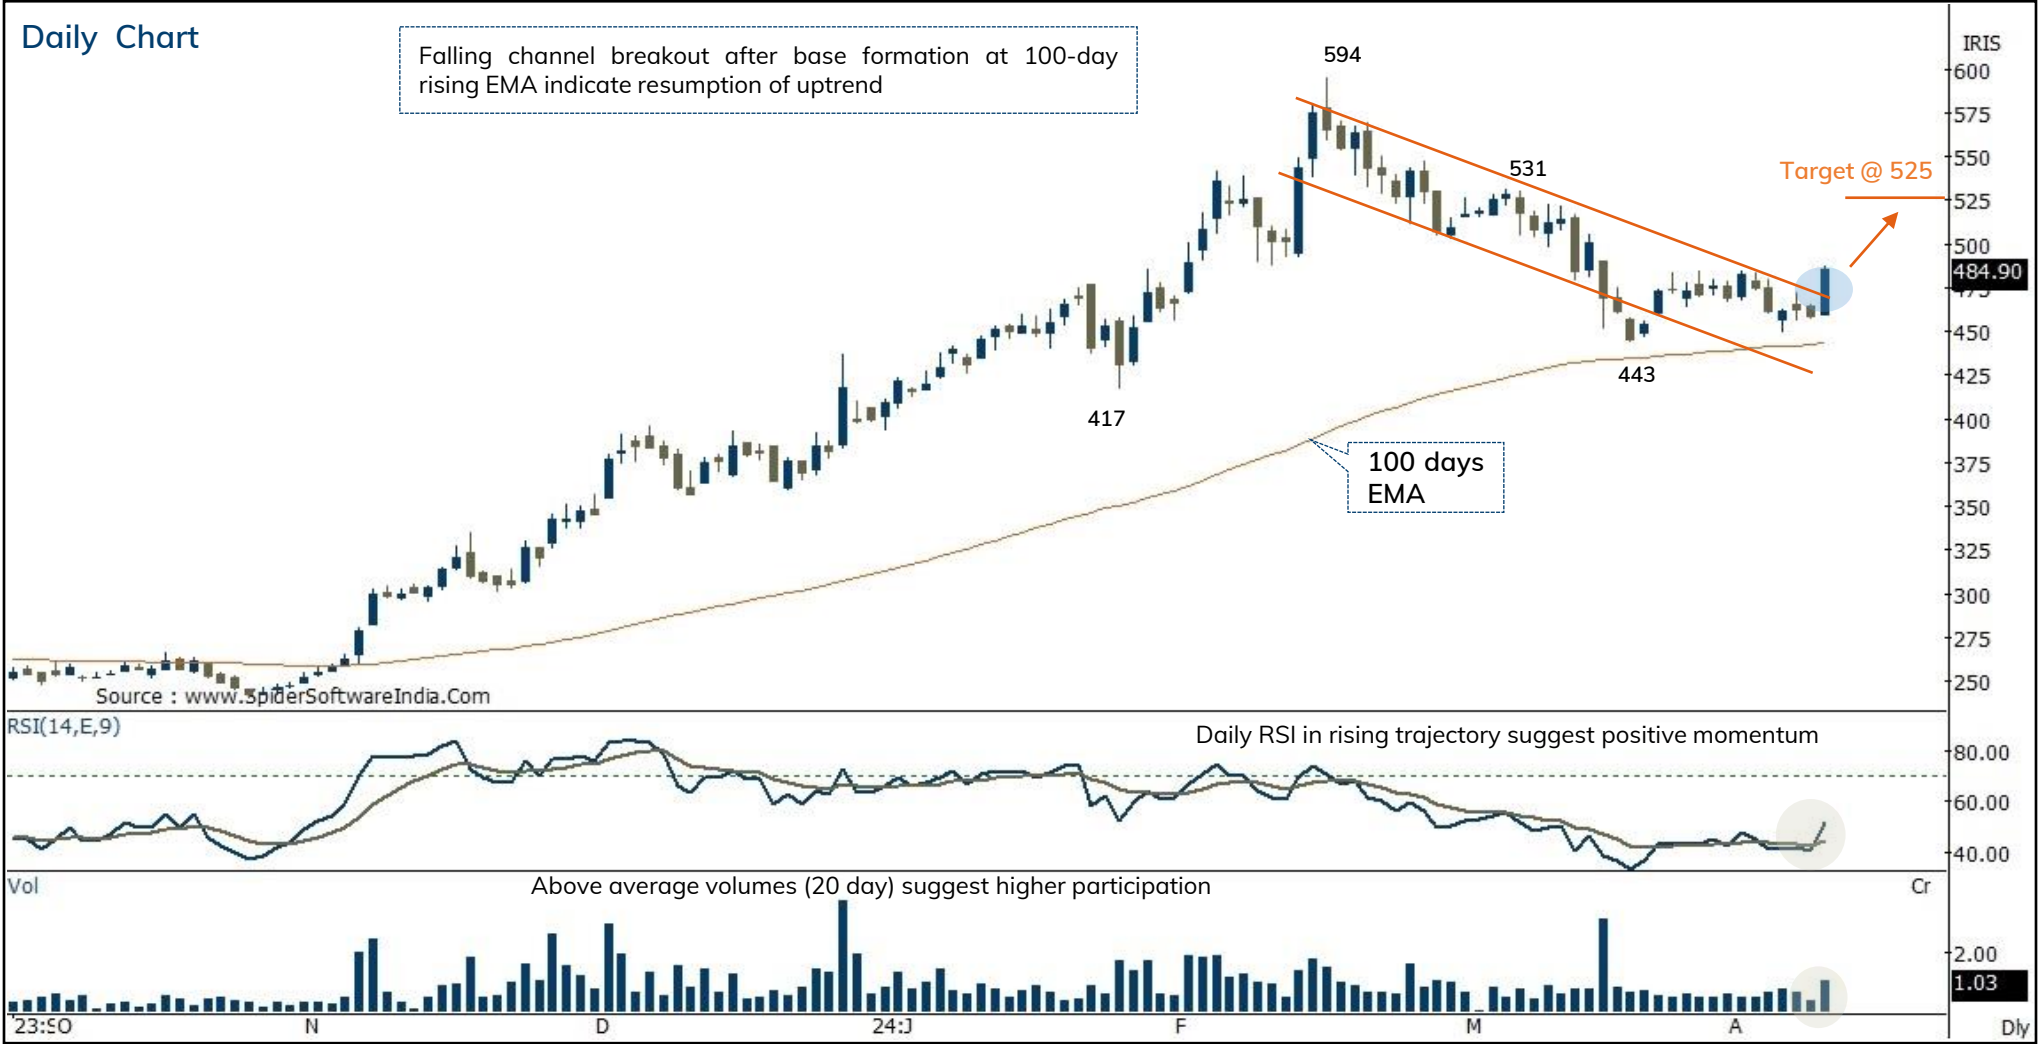 Daily Chart
Falling channel breakout after base formation at 100-day
rising EMA indicate resumption of uptrend
594
IRIS
600
575
550
531
Target @ 525
525
500
484.90
475
450
443
425
417
400
100 days
EMA
375
350
325
300
275
250
Source : www.SpiderSoftwareIndia.Com
RSI(14,E,9)
Daily RSI in rising trajectory suggest positive momentum
80.00
60.00
40.00
Vol
Above average volumes (20 day) suggest higher participation
Cr
2.00
1.03
'23:SO
N
D
24:J
F
M
A
Dly